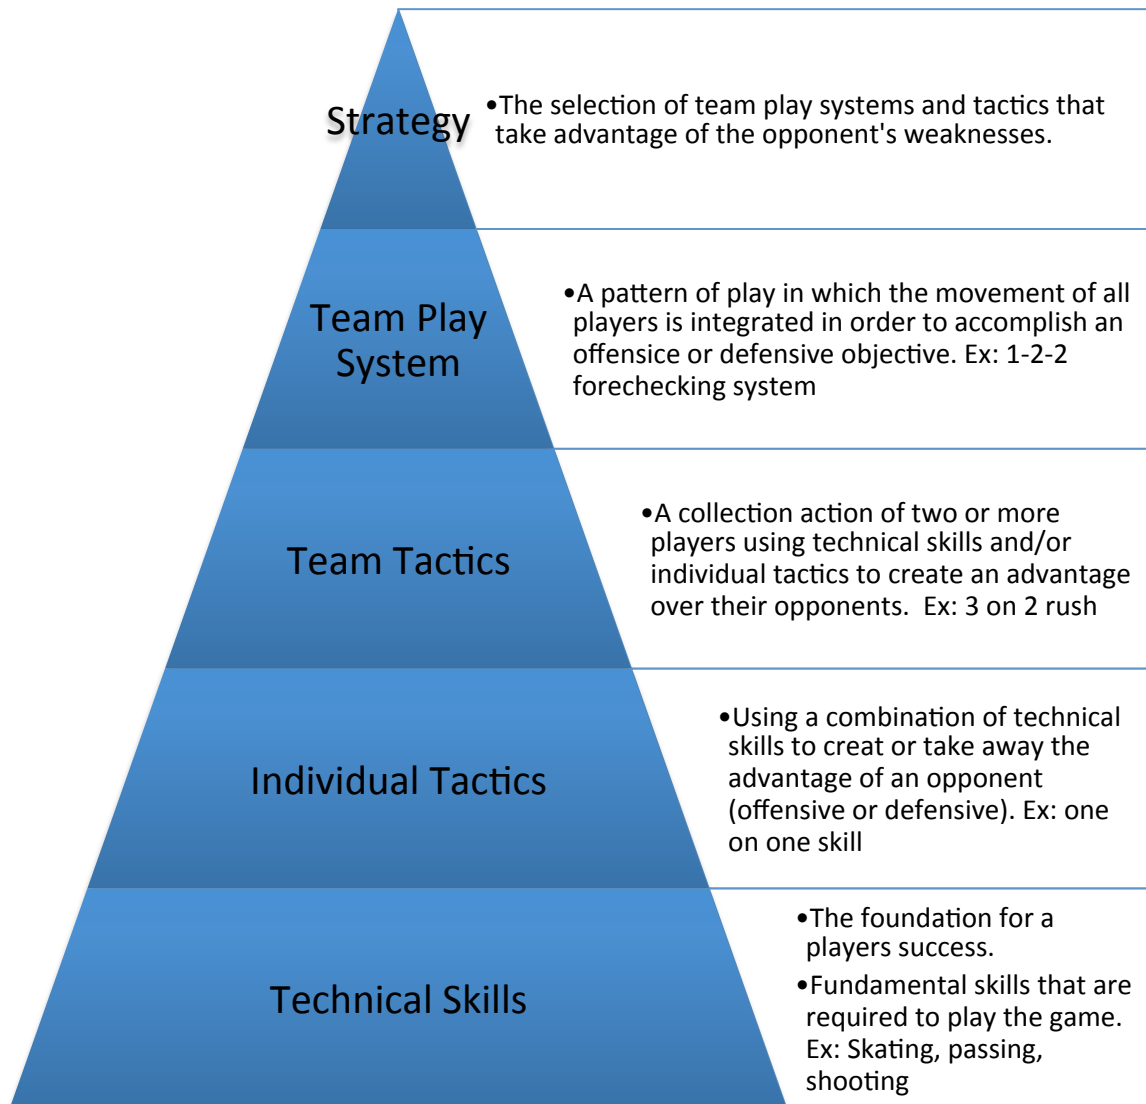 Strategy
•The selection of team play systems and tactics that
take advantage of the opponent's weaknesses.
Team Play
System
•A pattern of play in which the movement of all
players is integrated in order to accomplish an
offensice or defensive objective. Ex: 1-2-2
forechecking system
Team Tactics
•A collection action of two or more
players using technical skills and/or
individual tactics to create an advantage
over their opponents.  Ex: 3 on 2 rush
Individual Tactics
•Using a combination of technical
skills to creat or take away the
advantage of an opponent
(offensive or defensive). Ex: one
on one skill
Technical Skills
•The foundation for a
players success.
•Fundamental skills that are
required to play the game.
Ex: Skating, passing,
shooting